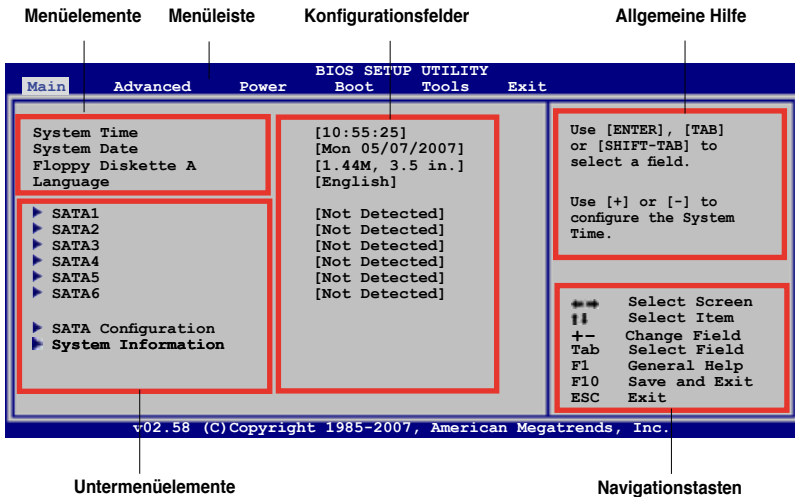 Menüelemente Menüleiste Konfigurationsfelder Allgemeine Hilfe
BIOS SETUP UTILITY
Main Advanced Power Boot Tools Exit
System Time [10:55:25]
System Date [Mon 05/07/2007]
Floppy Diskette A [1.44M, 3.5 in.]
Language [English]
SATA1 [Not Detected]
SATA2 [Not Detected]
SATA3 [Not Detected]
SATA4 [Not Detected]
SATA5 [Not Detected]
SATA6 [Not Detected]
SATA Configuration
System Information
Use [ENTER], [TAB]
or [SHIFT-TAB] to
select a field.
Use [+] or [-] to
configure the System
Time.
Select Screen
Select Item
+- Change Field
Tab Select Field
F1 General Help
F10 Save and Exit
ESC Exit
v02.58 (C)Copyright 1985-2007, American Megatrends, Inc.
Untermenüelemente Navigationstasten